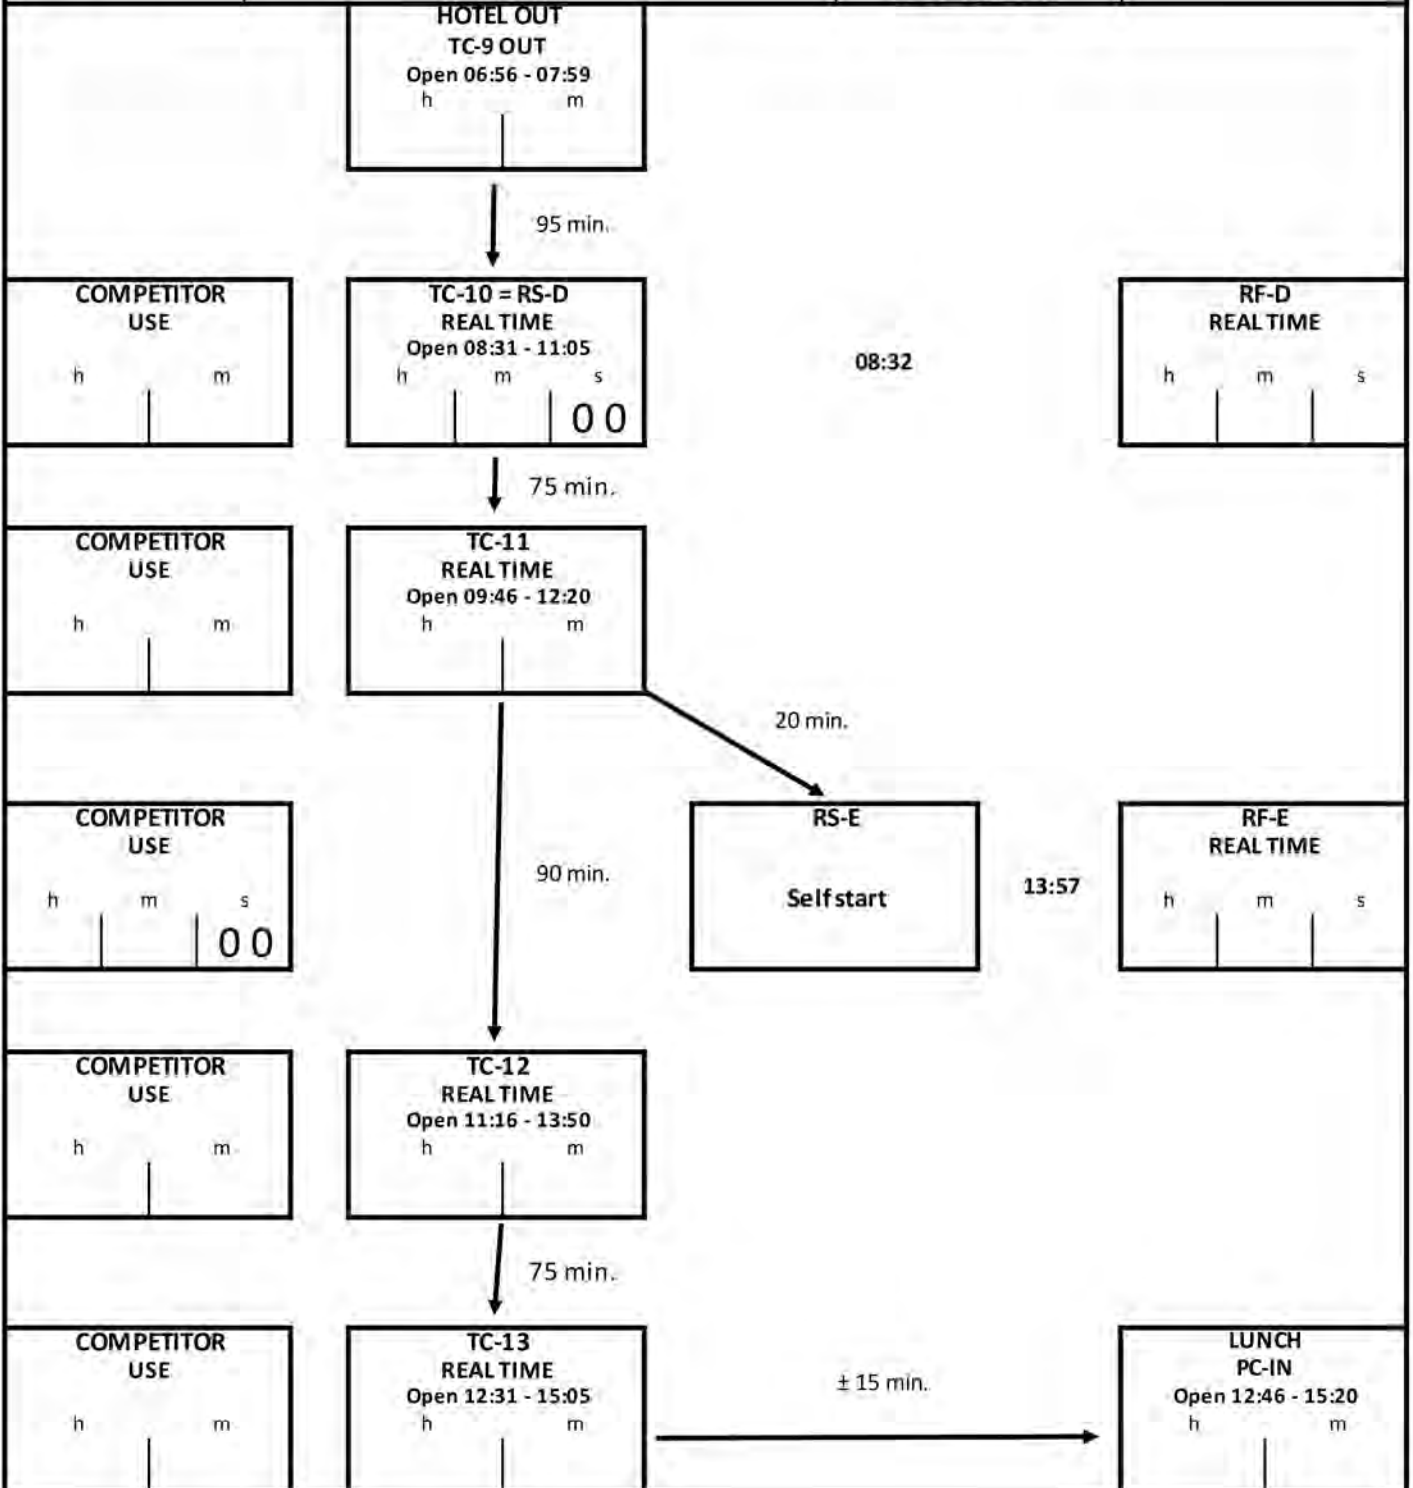 HOTEL OUT
TC-9 OUT
Open 06:56 - 07:59
h m
95 min.
COMPETITOR
USE
h m
TC-10 = RS-D
REAL TIME
Open 08:31 - 11:05
h m s
00
08:32
RF-D
REAL TIME
h m s
75 min.
COMPETITOR
USE
h m
TC-11
REAL TIME
Open 09:46 - 12:20
h m
20 min.
COMPETITOR
USE
h m s
00
90 min.
RS-E
Self start
13:57
RF-E
REAL TIME
h m s
COMPETITOR
USE
h m
TC-12
REAL TIME
Open 11:16 - 13:50
h m
75 min.
COMPETITOR
USE
h m
TC-13
REAL TIME
Open 12:31 - 15:05
h m
± 15 min.
LUNCH
PC-IN
Open 12:46 - 15:20
h m